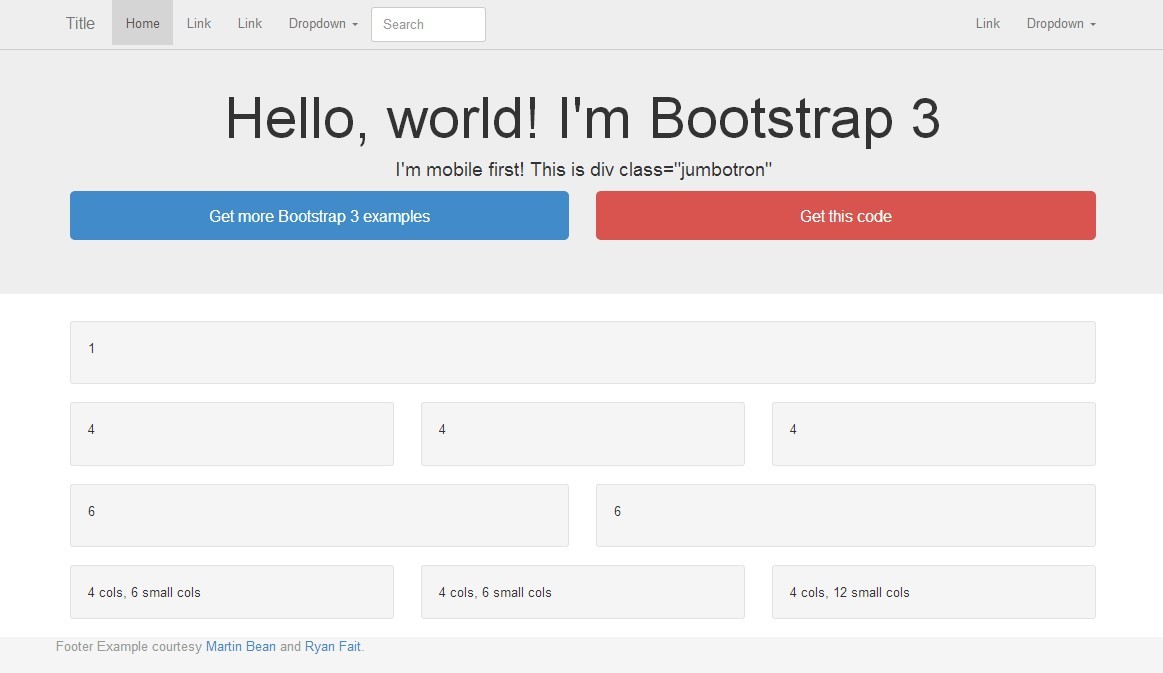 Title Home Link Link Dropdown Search Link Dropdown
Hello, world! I'm Bootstrap 3
I'm mobile first! This is div class="jumbotron"
Get more Bootstrap 3 examples Get this code
1
4 4 4
6 6
4 cols, 6 small cols 4 cols, 6 small cols 4 cols, 12 small cols
Footer Example courtesy Martin Bean and Ryan Fait.